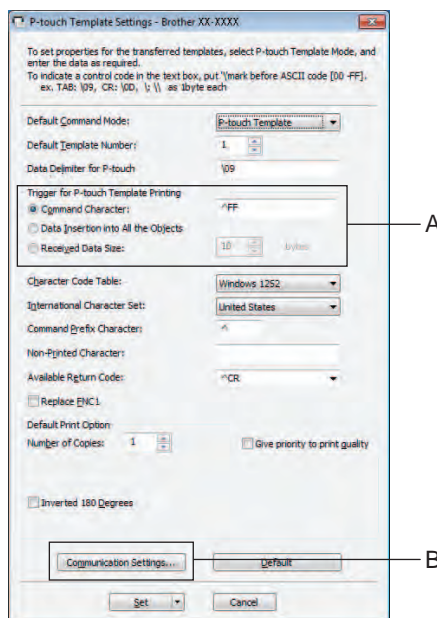 P-touch Template Settings - Brother XX-XXXX
To set properties for the transferred templates, select P-touch Template Mode, and
enter the data as required.
To indicate a control code in the text box, put '\'mark before ASCII code [00 -FF].
ex. TAB: \09, CR: \0D, \: \\ as 1byte each
Default Command Mode: P-touch Template
Default Template Number: 1
Data Delimiter for P-touch \09
Trigger for P-touch Template Printing
Command Character: ^FF
A
Data Insertion into All the Objects
Received Data Size: 10 bytes
Character Code Table: Windows 1252
International Character Set: United States
Command Prefix Character: ^
Non-Printed Character:
Available Return Code: ^CR
Replace FNC1
Default Print Option
Number of Copies: 1 Give priority to print quality
Inverted 180 Degrees
Communication Settings... Default
B
Set Cancel